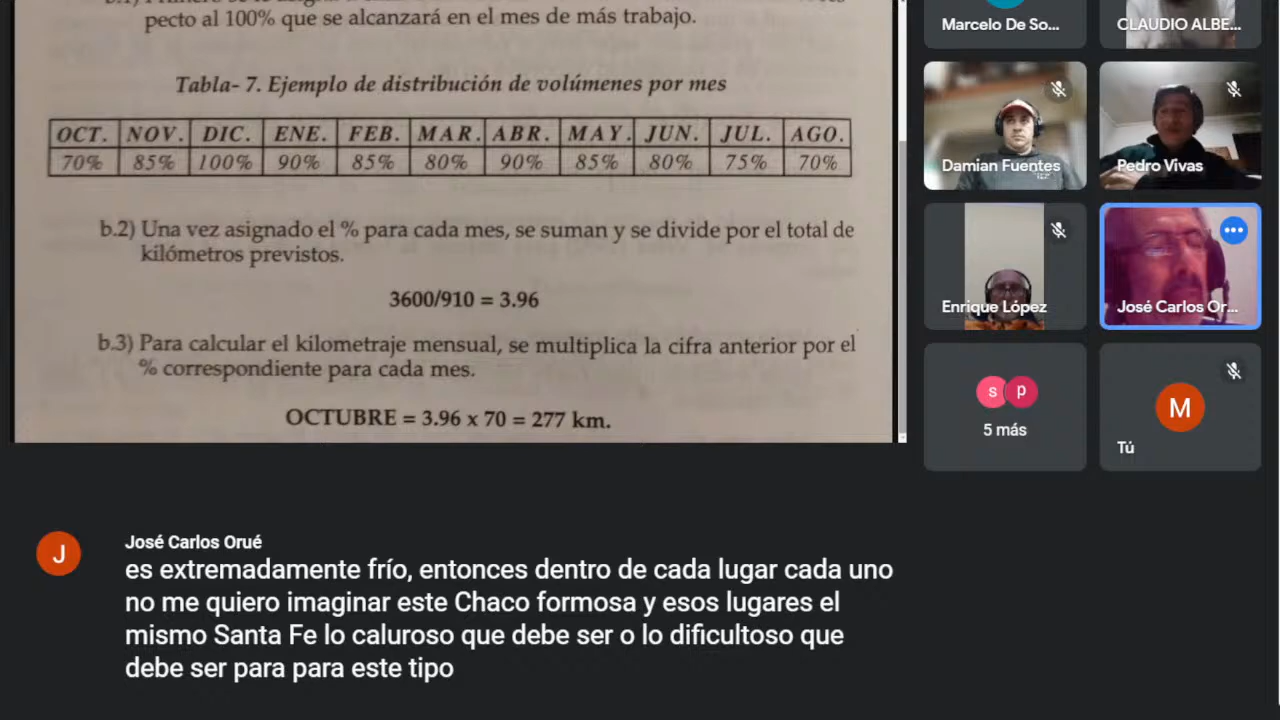 pecto al 100% que se alcanzará en el mes de más trabajo.
Tabla- 7. Ejemplo de distribución de volúmenes por mes
OCT. NOV. DIC. ENE. FEB. MAR. ABR. MAY. JUN. JUL. AGO.
70% 85% 100% 90% 85% 80% 90% 85% 80% 75% 70%
b.2) Una vez asignado el % para cada mes, se suman y se divide por el total de
kilómetros previstos.
3600/910 = 3.96
b.3) Para calcular el kilometraje mensual, se multiplica la cifra anterior por el
% correspondiente para cada mes.
OCTUBRE = 3.96 x 70 = 277 km.
Marcelo De So...
CLAUDIO ALBE...
Damian Fuentes
Pedro Vivas
Enrique López
José Carlos Or...
s p
5 más
M
Tú
J
José Carlos Orué
es extremadamente frío, entonces dentro de cada lugar cada uno
no me quiero imaginar este Chaco formosa y esos lugares el
mismo Santa Fe lo caluroso que debe ser o lo dificultoso que
debe ser para para este tipo